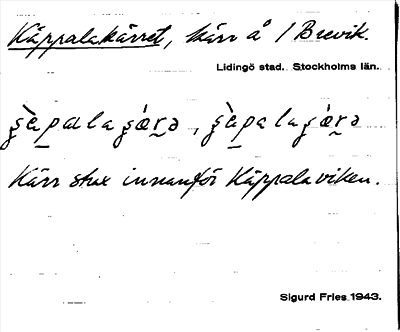 Käppalakärret, kärr å / Brevik.
Lidingö stad. Stockholms län.
Kärr strax innanför Käppalaviken.
Sigurd Fries 1943.